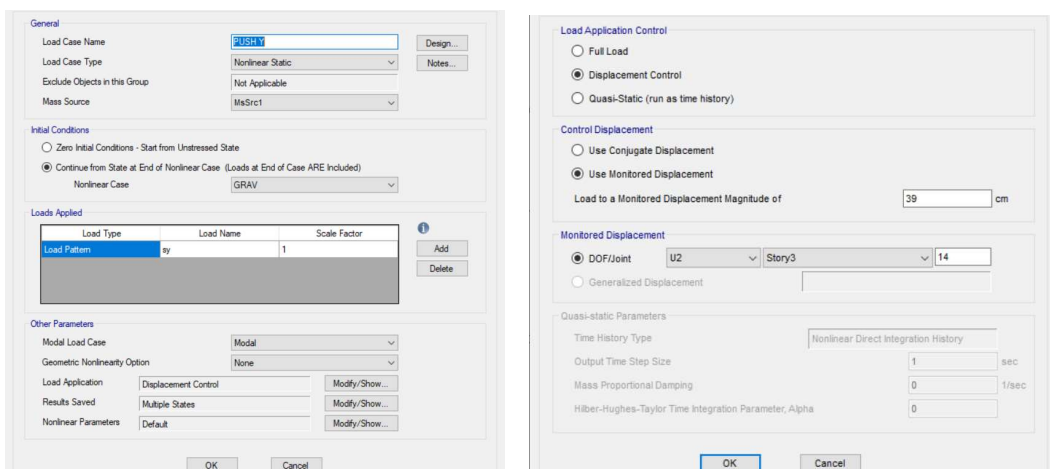 General
Load Case Name PUSH Y Design...
Load Case Type Nonlinear Static Notes...
Exclude Objects in this Group Not Applicable
Mass Source MsSrc1
Initial Conditions
Zero Initial Conditions - Start from Unstressed State
Continue from State at End of Nonlinear Case (Loads at End of Case ARE Included)
Nonlinear Case GRAV
Loads Applied
Load Type Load Name Scale Factor
Load Pattern sy 1 Add
Delete
Other Parameters
Modal Load Case Modal
Geometric Nonlinearity Option None
Load Application Displacement Control Modify/Show...
Results Saved Multiple States Modify/Show...
Nonlinear Parameters Default Modify/Show...
OK Cancel
Load Application Control
Full Load
Displacement Control
Quasi-Static (run as time history)
Control Displacement
Use Conjugate Displacement
Use Monitored Displacement
Load to a Monitored Displacement Magnitude of 39 cm
Monitored Displacement
DOF/Joint U2 Story3 14
Generalized Displacement
Quasi-static Parameters
Time History Type Nonlinear Direct Integration History
Output Time Step Size 1 sec
Mass Proportional Damping 0 1/sec
Hilber-Hughes-Taylor Time Integration Parameter, Alpha 0
OK Cancel